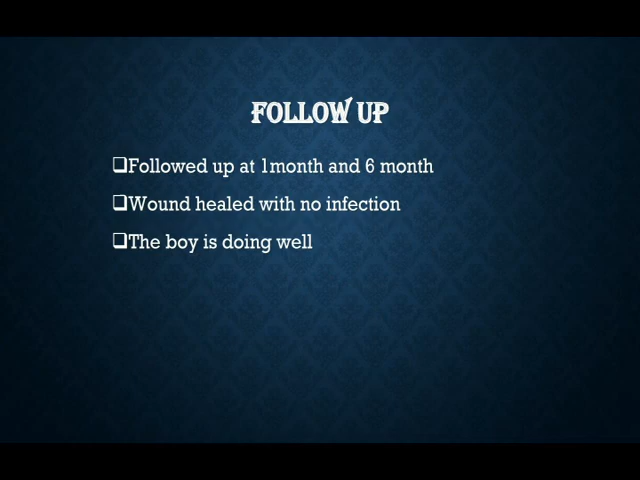 FOLLOW UP
❑Followed up at 1month and 6 month
❑Wound healed with no infection
❑The boy is doing well